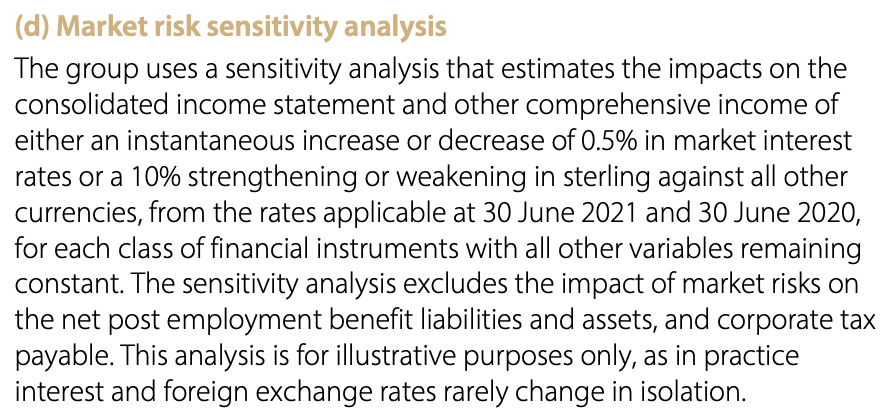 (d) Market risk sensitivity analysis
The group uses a sensitivity analysis that estimates the impacts on the
consolidated income statement and other comprehensive income of
either an instantaneous increase or decrease of 0.5% in market interest
rates or a 10% strengthening or weakening in sterling against all other
currencies, from the rates applicable at 30 June 2021 and 30 June 2020,
for each class of financial instruments with all other variables remaining
constant. The sensitivity analysis excludes the impact of market risks on
the net post employment benefit liabilities and assets, and corporate tax
payable. This analysis is for illustrative purposes only, as in practice
interest and foreign exchange rates rarely change in isolation.